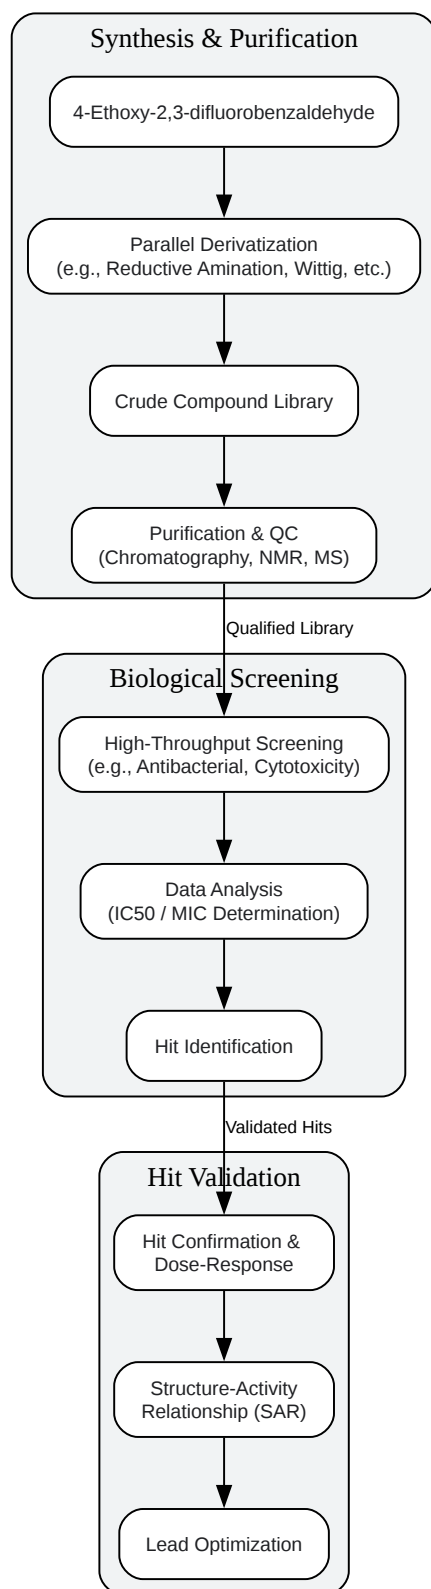 Synthesis & Purification
4-Ethoxy-2,3-difluorobenzaldehyde
Parallel Derivatization
(e.g., Reductive Amination, Wittig, etc.)
Crude Compound Library
Purification & QC
(Chromatography, NMR, MS)
Qualified Library
Biological Screening
High-Throughput Screening
(e.g., Antibacterial, Cytotoxicity)
Data Analysis
(IC50 / MIC Determination)
Hit Identification
Validated Hits
Hit Validation
Hit Confirmation &
Dose-Response
Structure-Activity
Relationship (SAR)
Lead Optimization